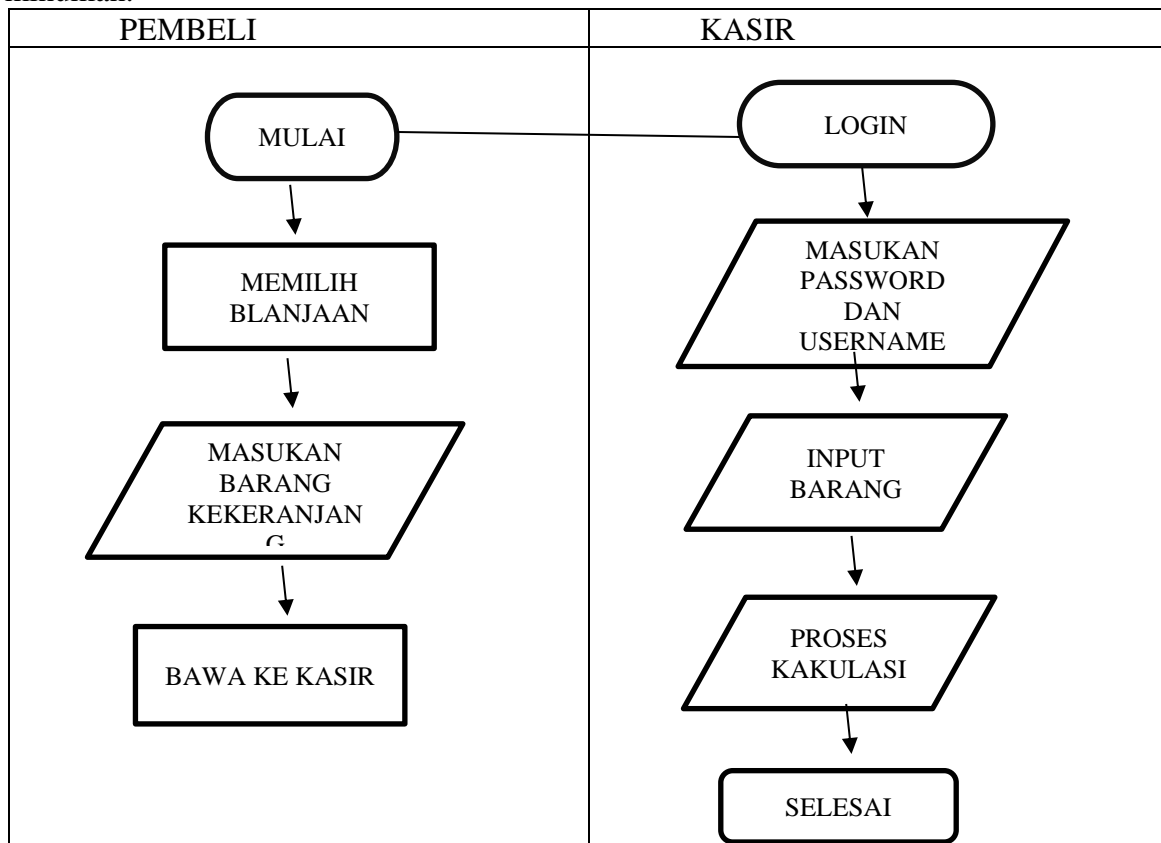 PEMBELI
KASIR
MULAI
MEMILIH
BLANJAAN
MASUKAN
BARANG
KEKERANJAN
G
BAWA KE KASIR
LOGIN
MASUKAN
PASSWORD
DAN
USERNAME
INPUT
BARANG
PROSES
KAKULASI
SELESAI